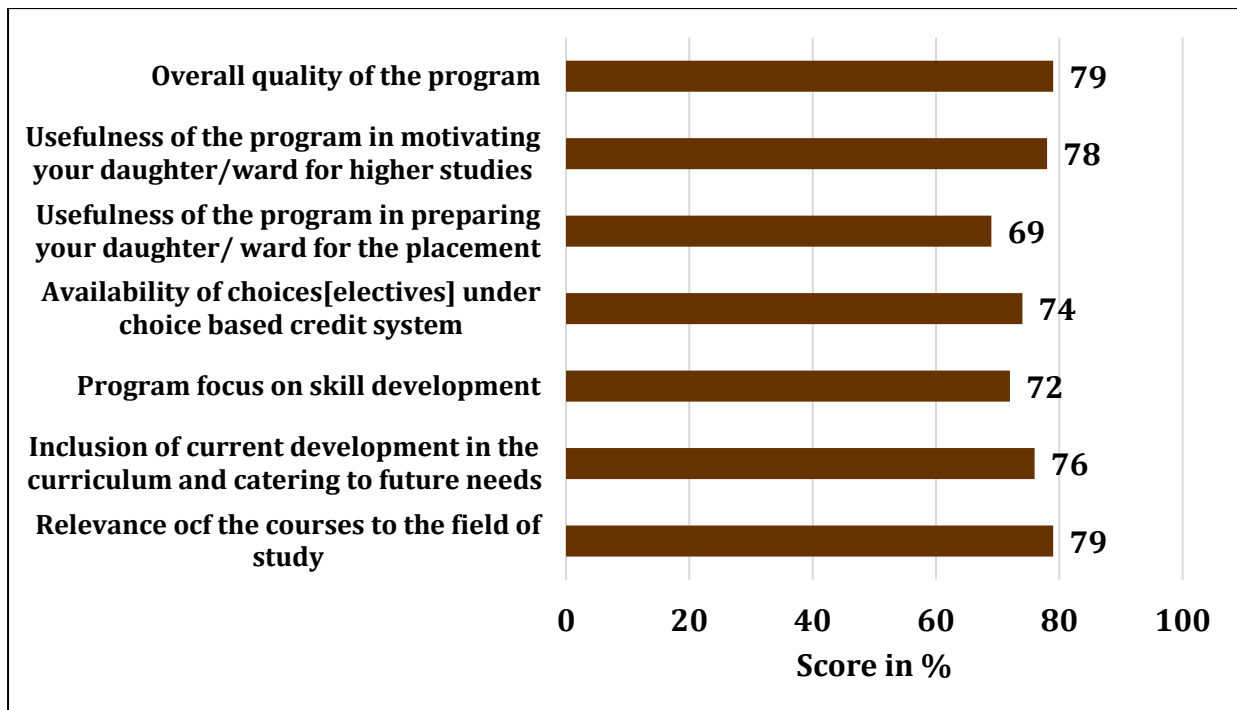 Overall quality of the program
79
Usefulness of the program in motivating
your daughter/ward for higher studies
78
Usefulness of the program in preparing
your daughter/ ward for the placement
69
Availability of choices[electives] under
choice based credit system
74
Program focus on skill development
72
Inclusion of current development in the
curriculum and catering to future needs
76
Relevance ocf the courses to the field of
study
79
0 20 40 60 80 100
Score in %